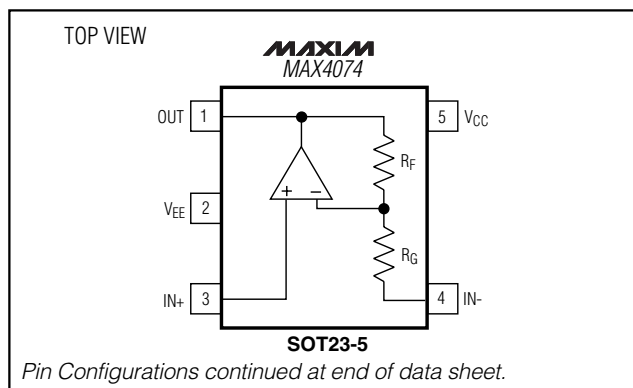 TOP VIEW
MAXIM
MAX4074
OUT 1
5 VCC
RF
+ −
VEE 2
RG
IN+ 3
4 IN-
SOT23-5
Pin Configurations continued at end of data sheet.